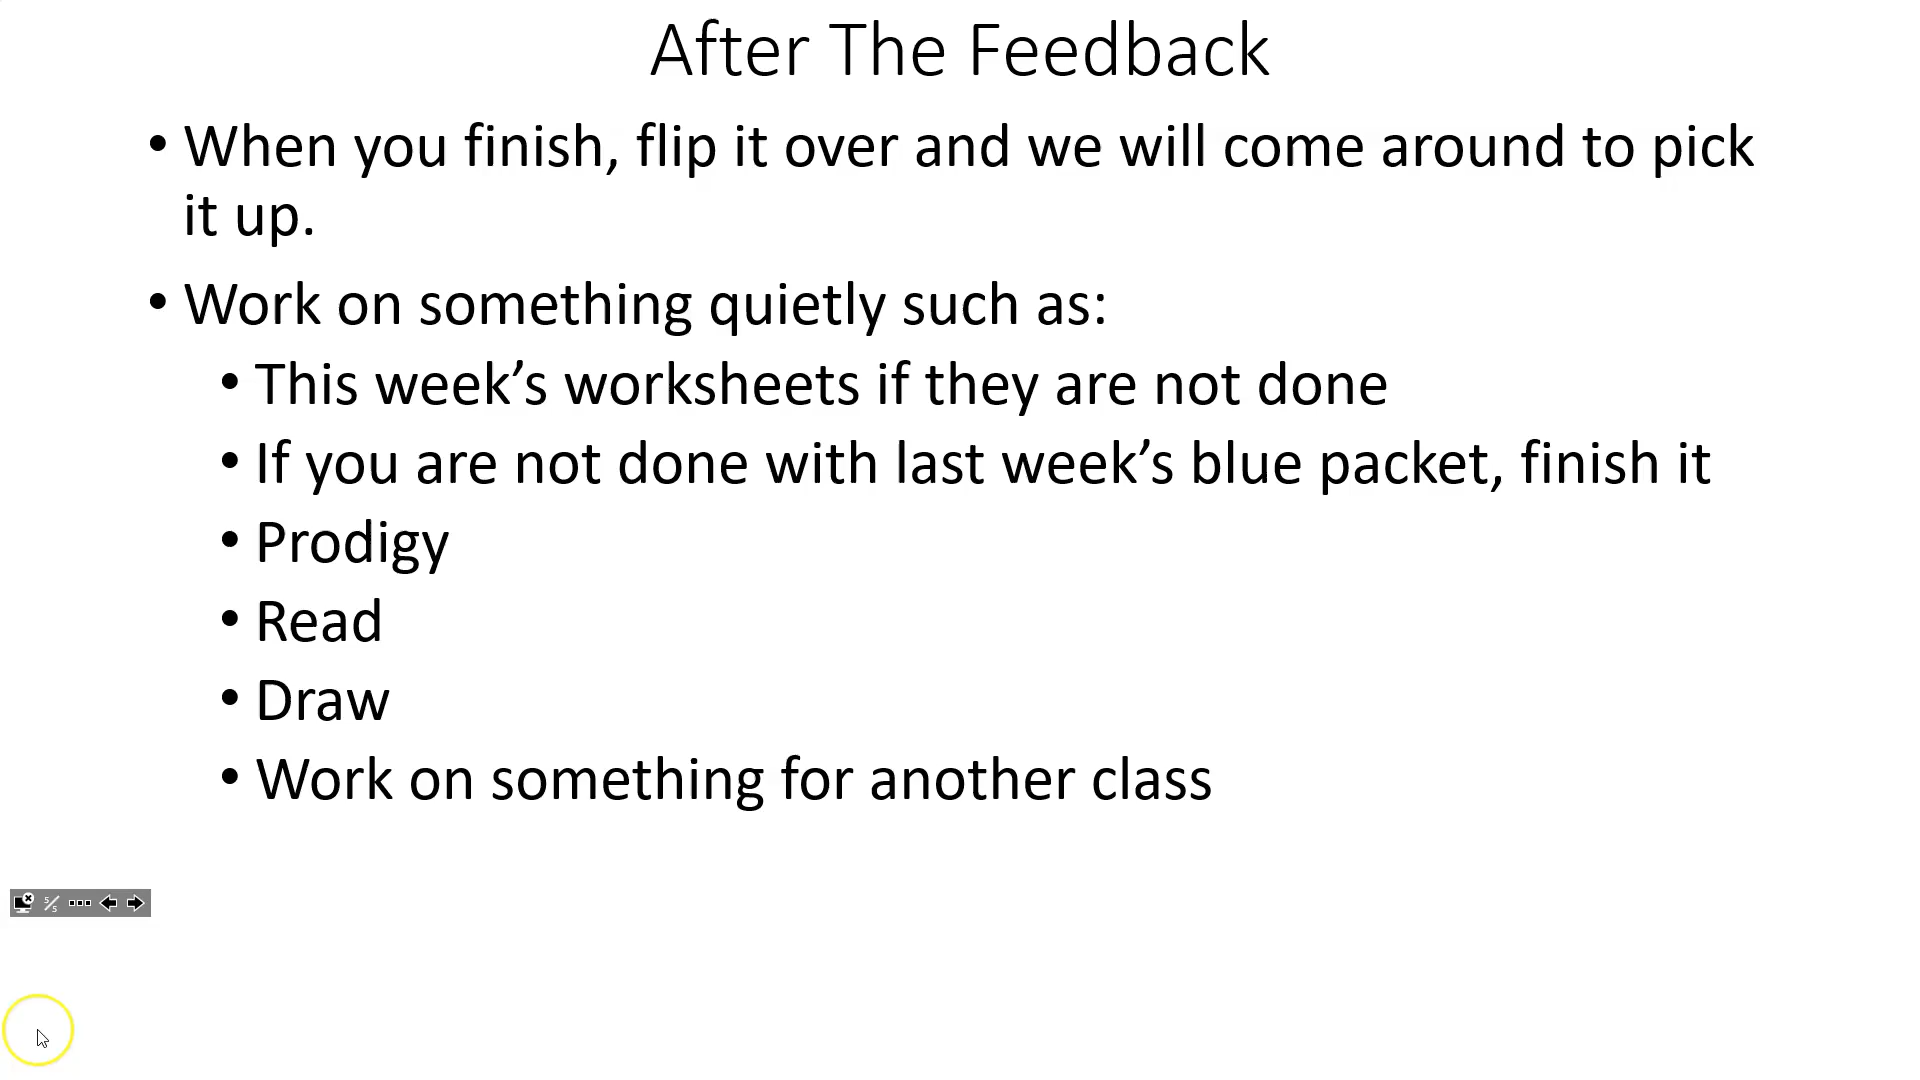 After The Feedback
• When you finish, flip it over and we will come around to pick
it up.
• Work on something quietly such as:
• This week’s worksheets if they are not done
• If you are not done with last week’s blue packet, finish it
• Prodigy
• Read
• Draw
• Work on something for another class
5/5